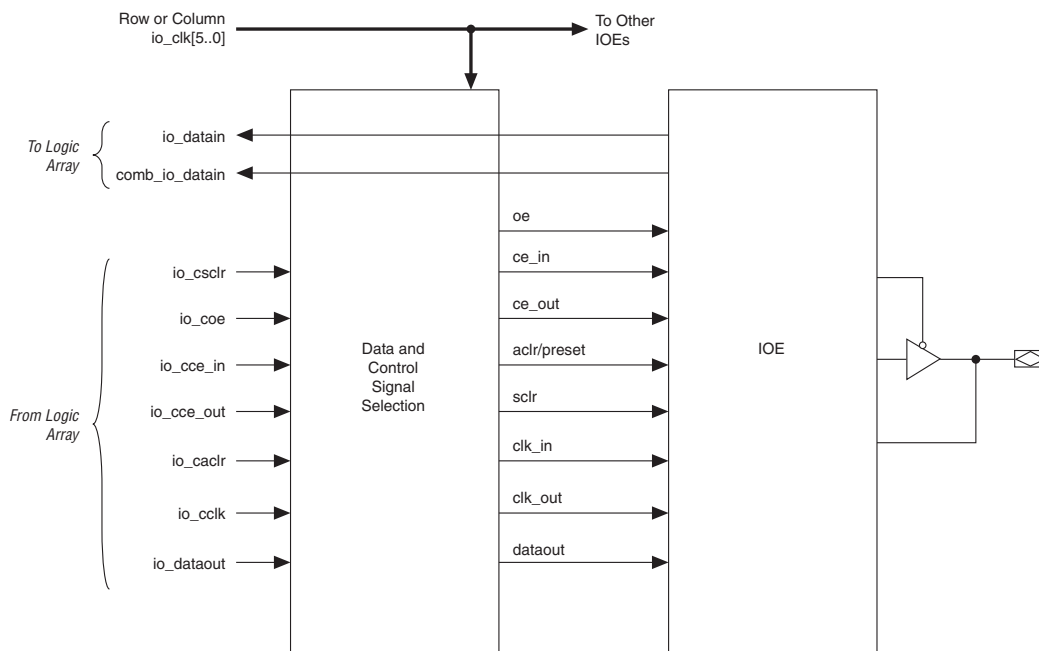 Row or Column
io_clk[5..0]
To Other
IOEs
To Logic
Array
io_datain
comb_io_datain
oe
ce_in
ce_out
aclr/preset
sclr
clk_in
clk_out
dataout
From Logic
Array
io_csclr
io_coe
io_cce_in
io_cce_out
io_caclr
io_cclk
io_dataout
Data and
Control
Signal
Selection
IOE